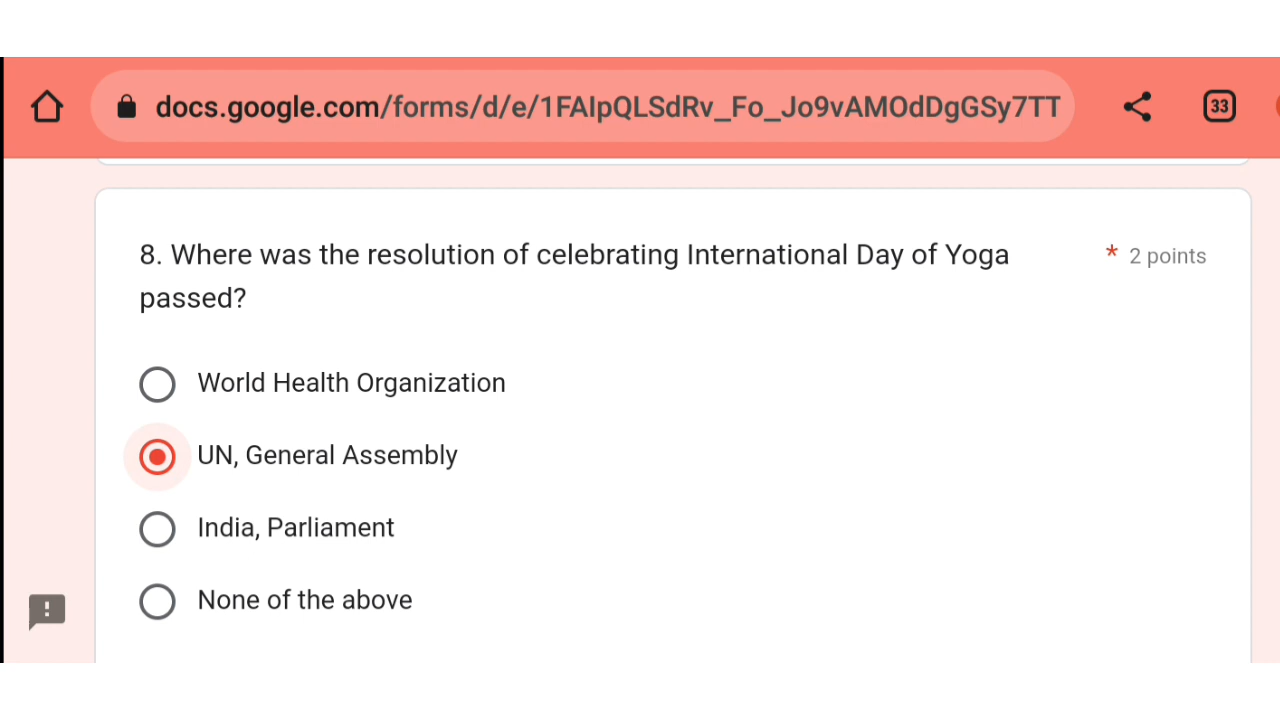 docs.google.com/forms/d/e/1FAIpQLSdRv_Fo_Jo9vAMOdDgGSy7TT
33
8. Where was the resolution of celebrating International Day of Yoga * 2 points
passed?
World Health Organization
UN, General Assembly
India, Parliament
None of the above